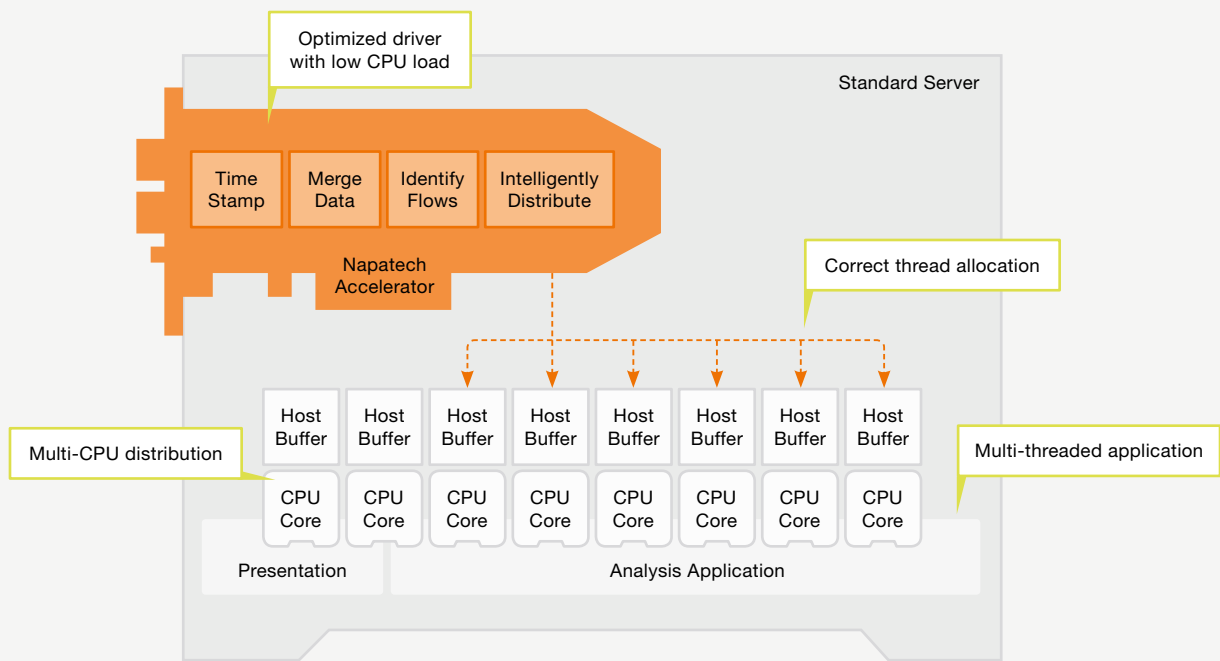 Optimized driver
with low CPU load
Standard Server
Time
Stamp
Merge
Data
Identify
Flows
Intelligently
Distribute
Napatech
Accelerator
Correct thread allocation
Host
Buffer
Host
Buffer
Host
Buffer
Host
Buffer
Host
Buffer
Host
Buffer
Host
Buffer
Host
Buffer
Multi-CPU distribution
Multi-threaded application
CPU
Core
CPU
Core
CPU
Core
CPU
Core
CPU
Core
CPU
Core
CPU
Core
CPU
Core
Presentation
Analysis Application